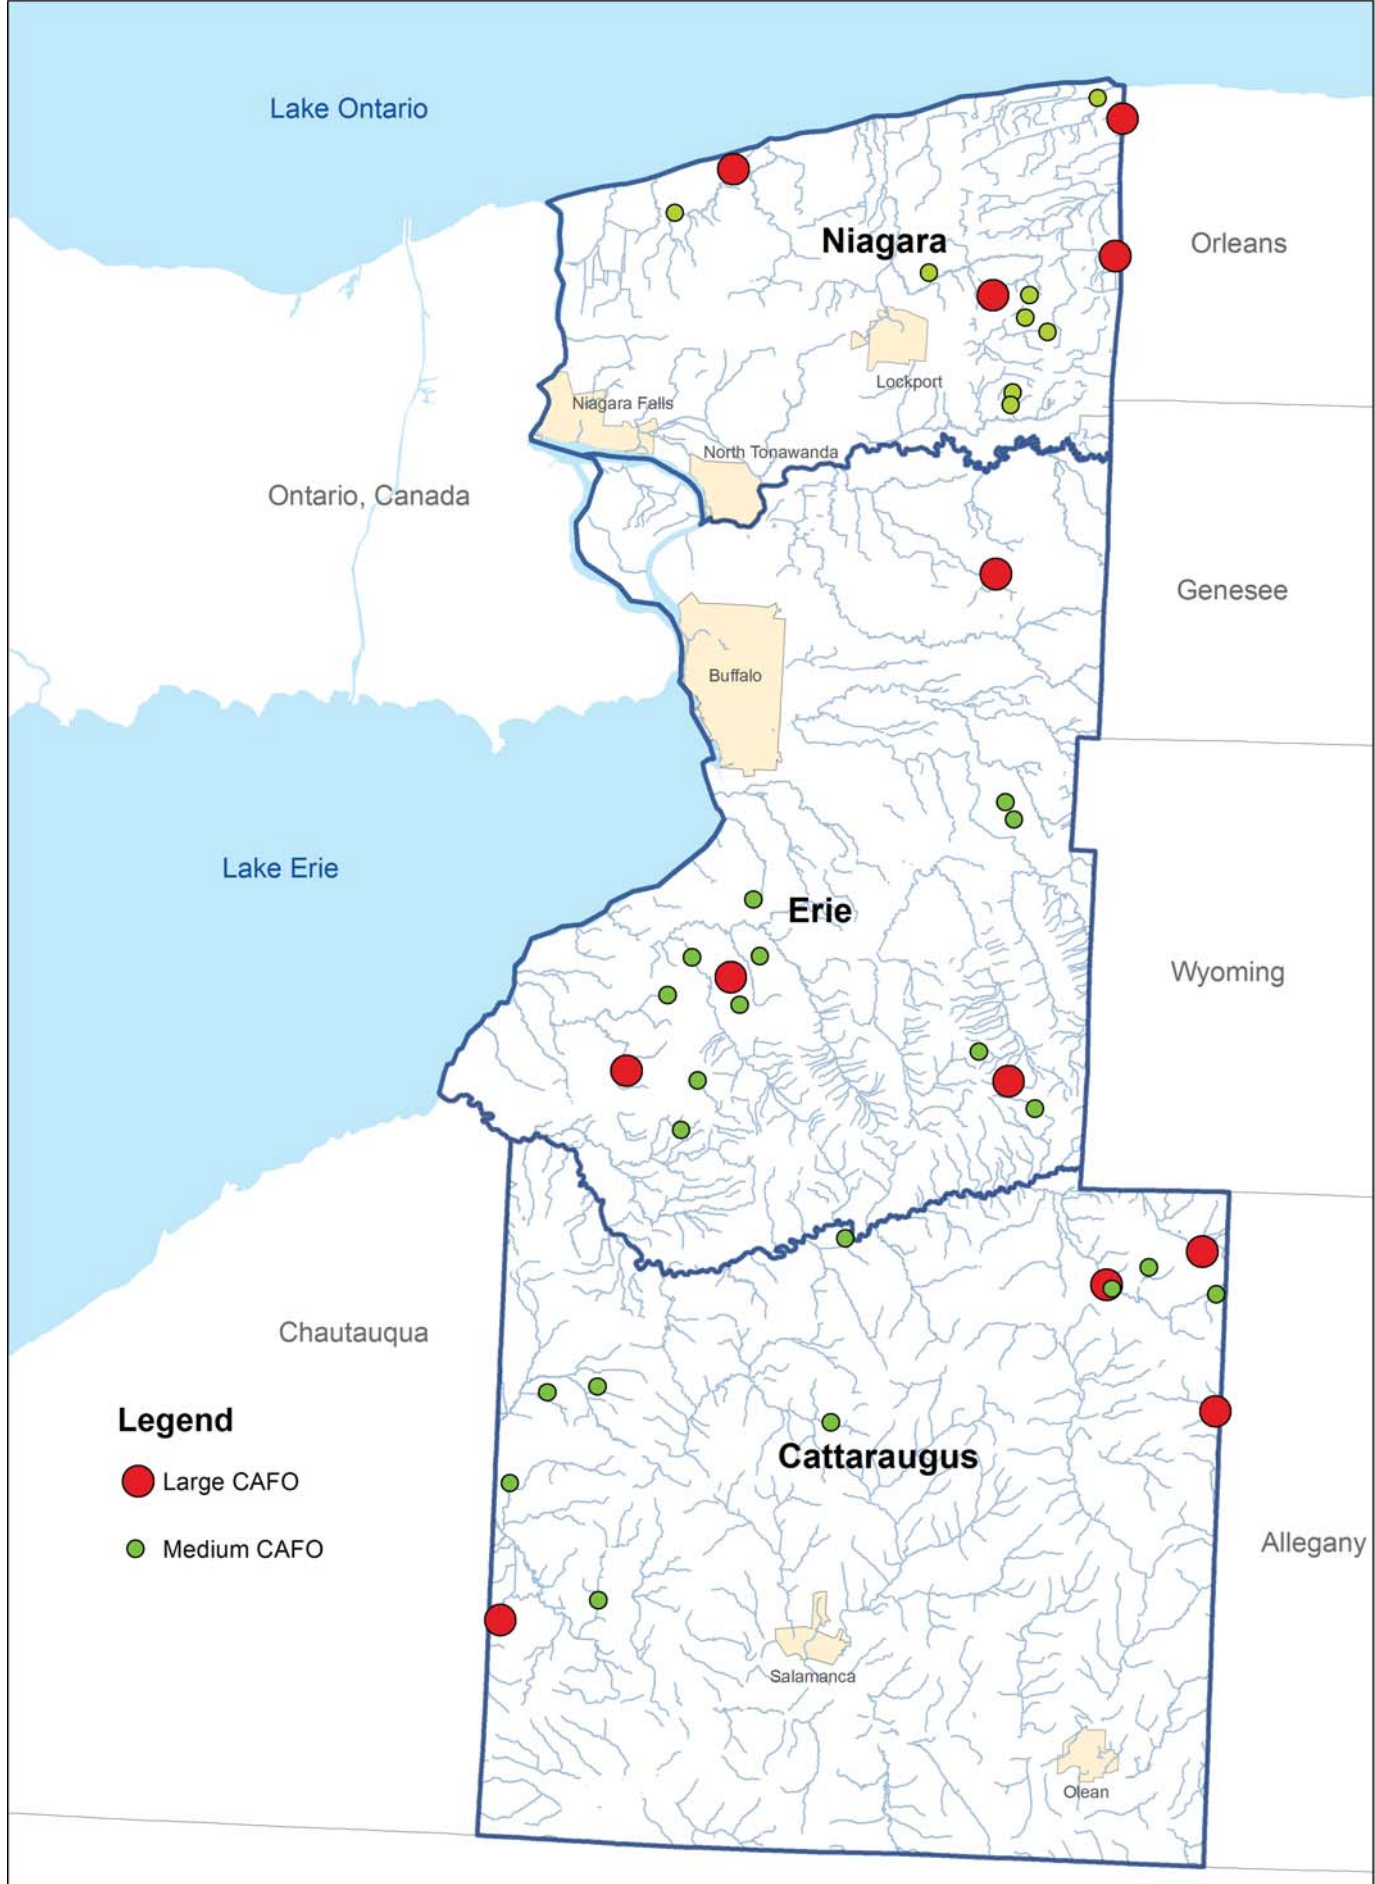 Lake Ontario
Niagara
Orleans
Lockport
Niagara Falls
North Tonawanda
Ontario, Canada
Genesee
Buffalo
Lake Erie
Erie
Wyoming
Chautauqua
Legend
Large CAFO
Medium CAFO
Cattaraugus
Allegany
Salamanca
Olean